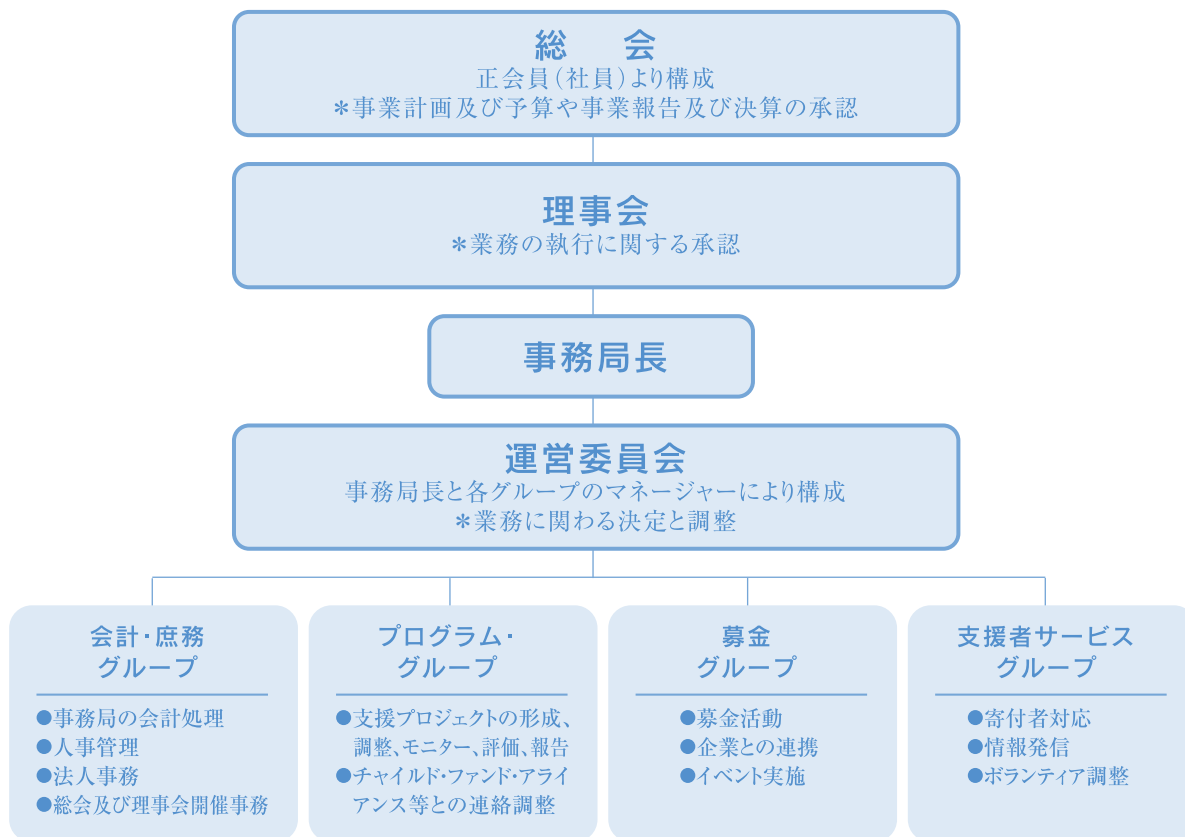 総 会
正会員(社員)より構成
＊事業計画及び予算や事業報告及び決算の承認
理事会
＊業務の執行に関する承認
事務局長
運営委員会
事務局長と各グループのマネージャーにより構成
＊業務に関わる決定と調整
会計・庶務
グループ
●事務局の会計処理
●人事管理
●法人事務
●総会及び理事会開催事務
プログラム・
グループ
●支援プロジェクトの形成、
調整、モニター、評価、報告
●チャイルド・ファンド・アライ
アンス等との連絡調整
募金
グループ
●募金活動
●企業との連携
●イベント実施
支援者サービス
グループ
●寄付者対応
●情報発信
●ボランティア調整